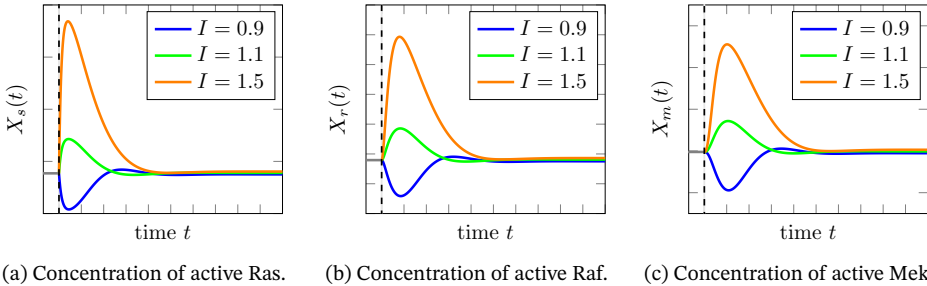 X_s(t)
I = 0.9
I = 1.1
I = 1.5
time t
(a) Concentration of active Ras.
X_r(t)
I = 0.9
I = 1.1
I = 1.5
time t
(b) Concentration of active Raf.
X_m(t)
I = 0.9
I = 1.1
I = 1.5
time t
(c) Concentration of active Mek